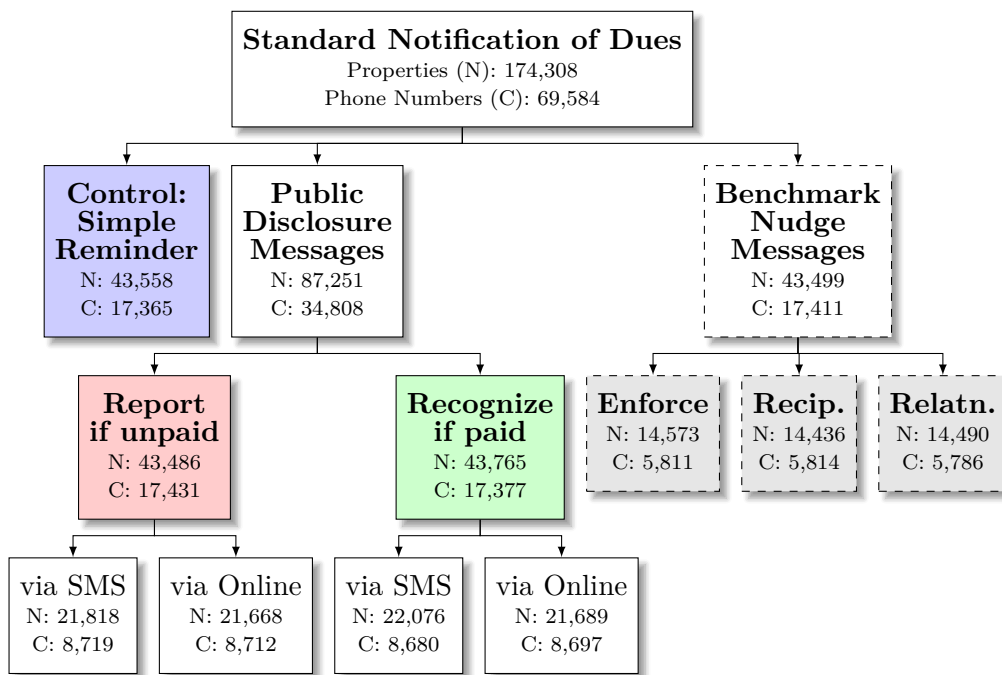 Standard Notification of Dues
Properties (N): 174,308
Phone Numbers (C): 69,584
Control:
Simple
Reminder
N: 43,558
C: 17,365
Public
Disclosure
Messages
N: 87,251
C: 34,808
Benchmark
Nudge
Messages
N: 43,499
C: 17,411
Report
if unpaid
N: 43,486
C: 17,431
Recognize
if paid
N: 43,765
C: 17,377
Enforce
N: 14,573
C: 5,811
Recip.
N: 14,436
C: 5,814
Relatn.
N: 14,490
C: 5,786
via SMS
N: 21,818
C: 8,719
via Online
N: 21,668
C: 8,712
via SMS
N: 22,076
C: 8,680
via Online
N: 21,689
C: 8,697